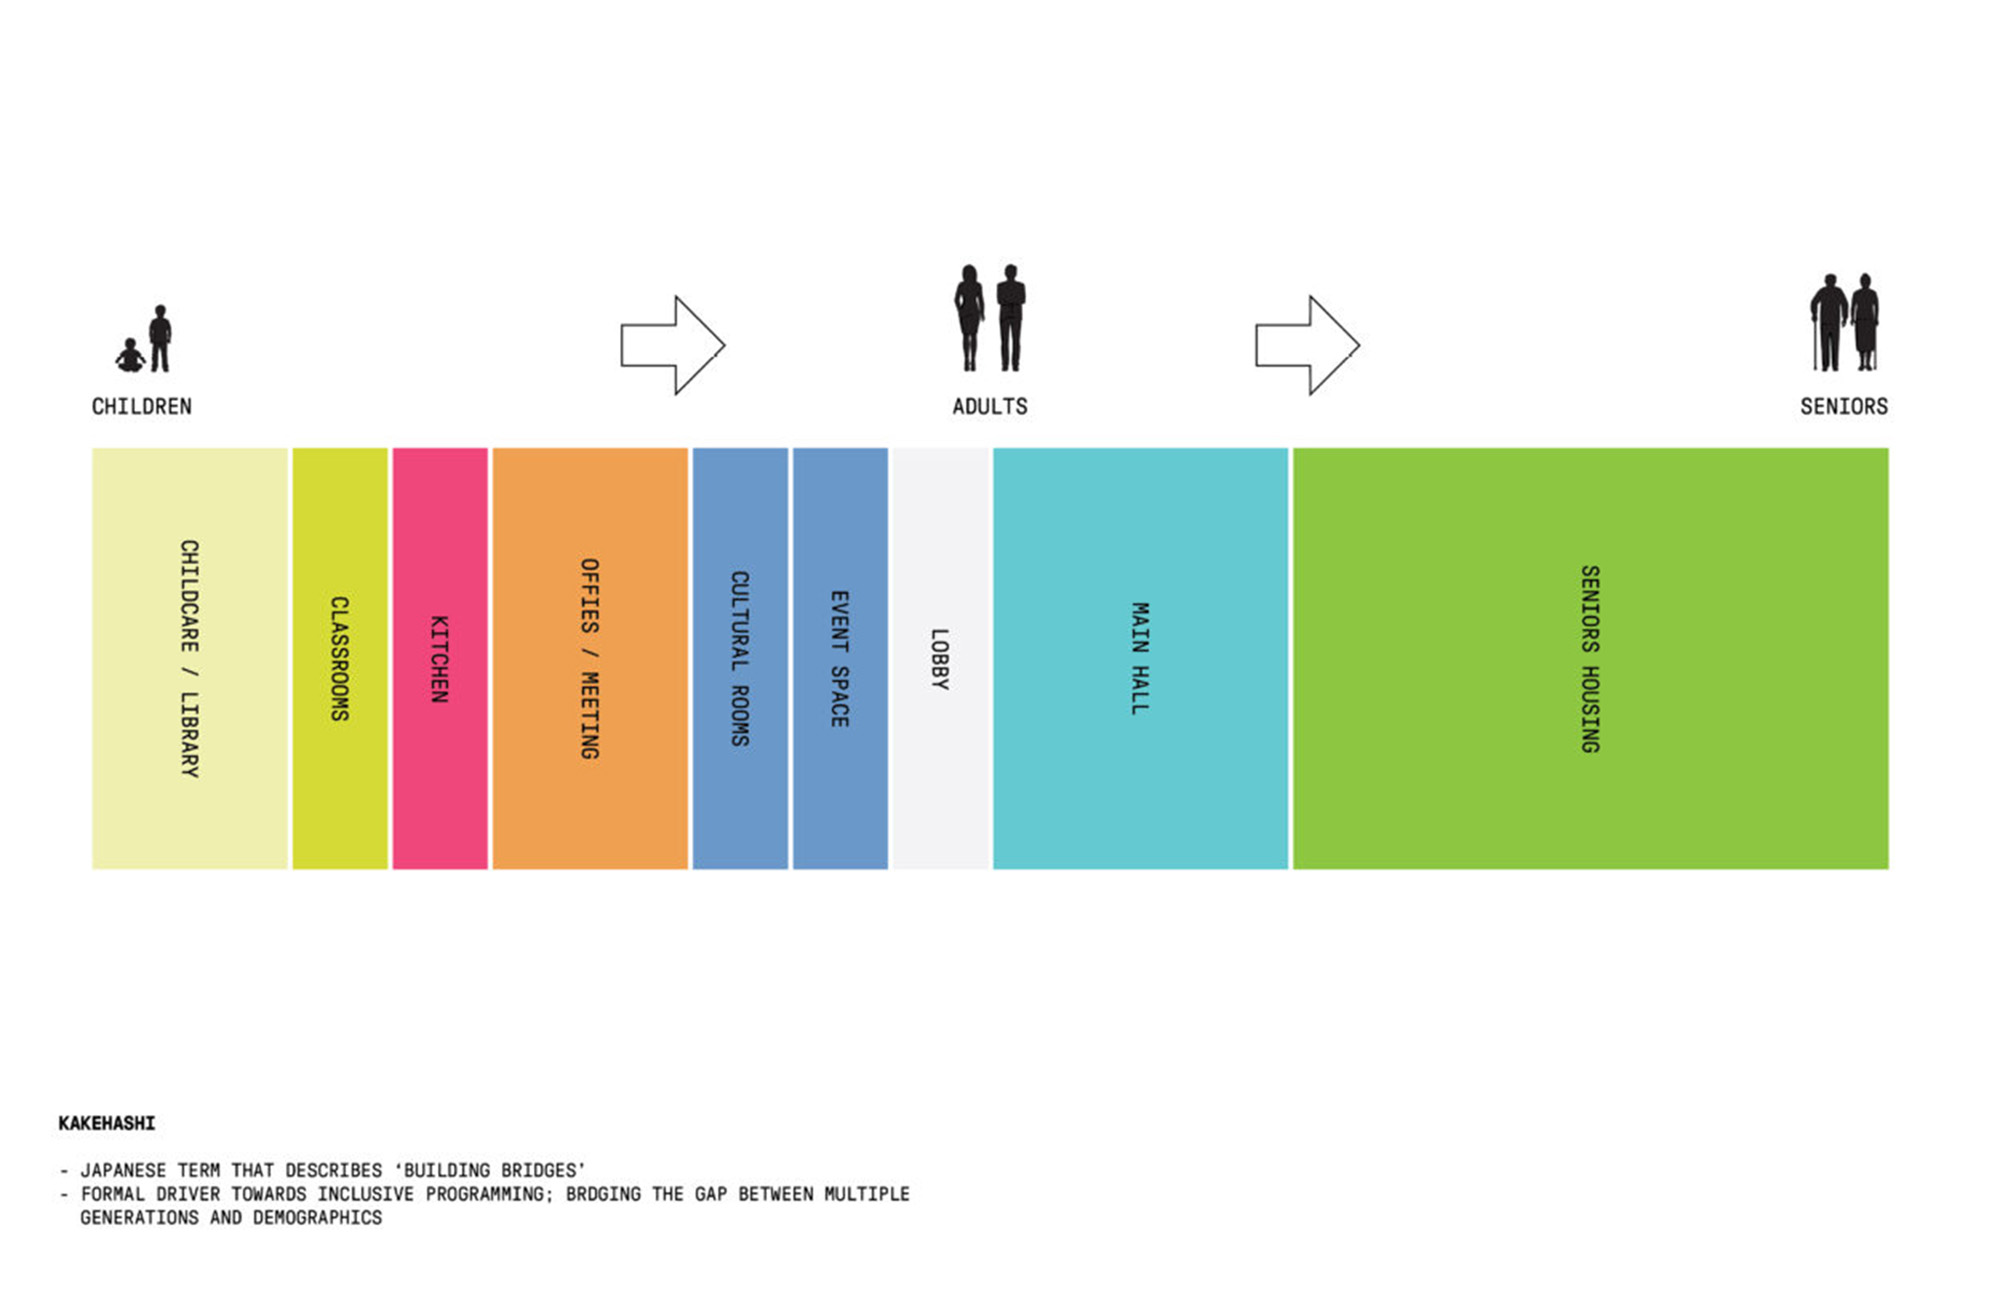 CHILDREN
ADULTS
SENIORS
CHILDCARE / LIBRARY
CLASSROOMS
KITCHEN
OFFIES / MEETING
CULTURAL ROOMS
EVENT SPACE
LOBBY
MAIN HALL
SENIORS HOUSING
KAKEHASHI
- JAPANESE TERM THAT DESCRIBES ‘BUILDING BRIDGES’
- FORMAL DRIVER TOWARDS INCLUSIVE PROGRAMMING; BRDGING THE GAP BETWEEN MULTIPLE
GENERATIONS AND DEMOGRAPHICS